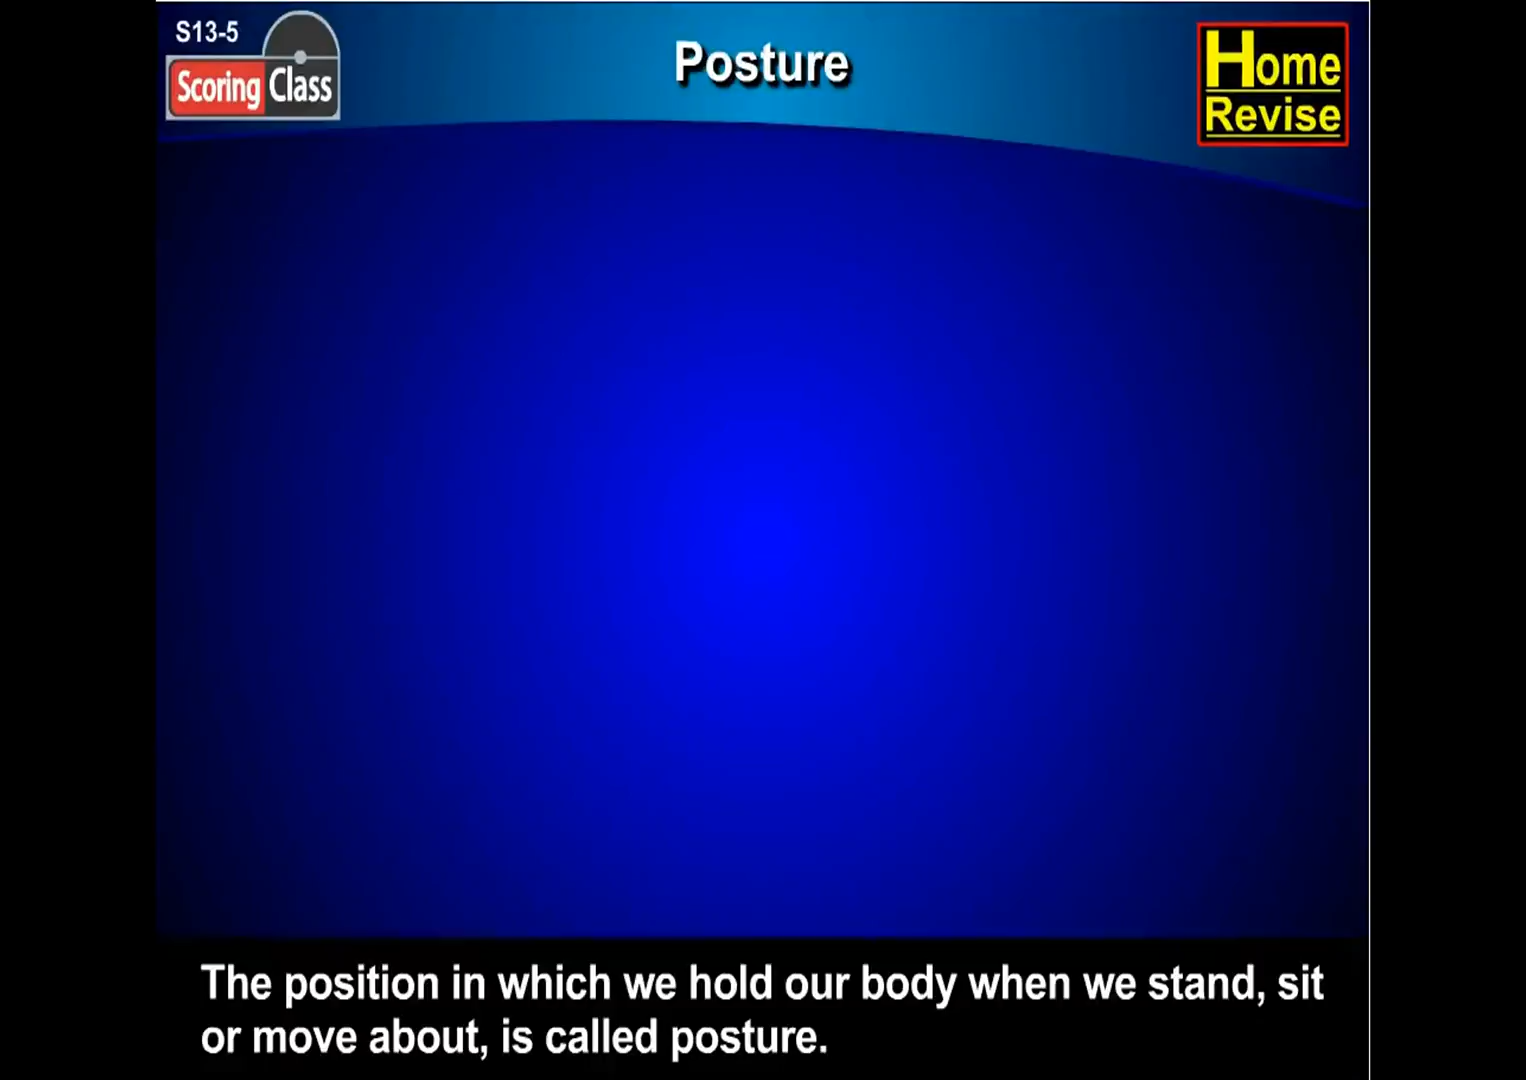 S13-5
Scoring Class
Posture
Home
Revise
The position in which we hold our body when we stand, sit
or move about, is called posture.